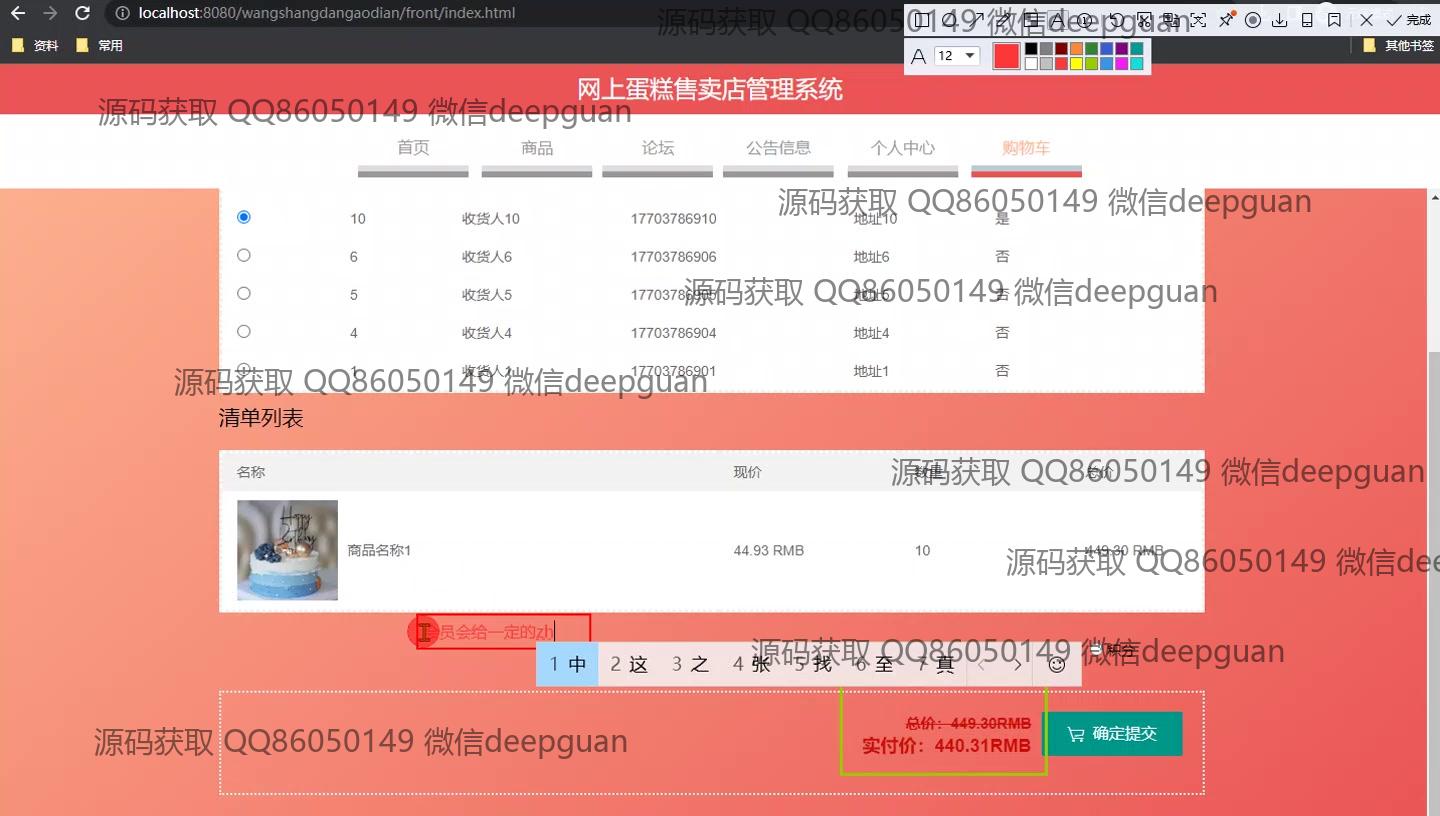 localhost:8080/wangshangdangaodian/front/index.html
源码获取 QQ86050149 微信deepguan
完成
资料 常用 其他书签
A 12
网上蛋糕售卖店管理系统
源码获取 QQ86050149 微信deepguan
首页 商品 论坛 公告信息 个人中心 购物车
源码获取 QQ86050149 微信deepguan
10 收货人10 17703786910 地址10 是
6 收货人6 17703786906 地址6 否
源码获取 QQ86050149 微信deepguan
5 收货人5 17703786905 地址5 否
4 收货人4 17703786904 地址4 否
1 收货人1 17703786901 地址1 否
源码获取 QQ86050149 微信deepguan
清单列表
名称 现价 数量 总价
源码获取 QQ86050149 微信deepguan
Happy Birthday
商品名称1 44.93 RMB 10 449.30 RMB
源码获取 QQ86050149 微信deep
会员会给一定的zh
1 中 2 这 3 之 4 张 5 找 6 至 7 真
源码获取 QQ86050149 微信deepguan
总价：449.30RMB
实付价：440.31RMB
确定提交
源码获取 QQ86050149 微信deepguan